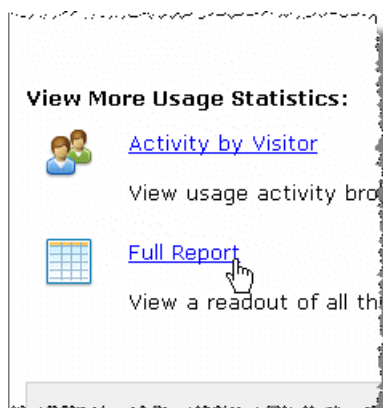 View More Usage Statistics:
Activity by Visitor
View usage activity bro
Full Report
View a readout of all th